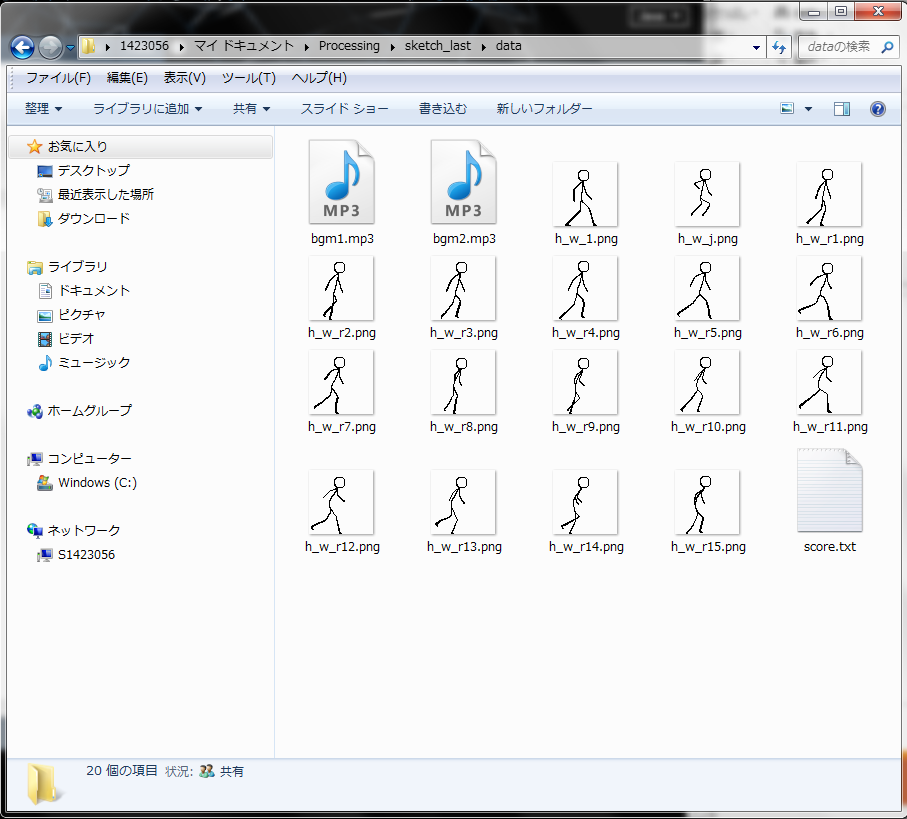 1423056 マイ ドキュメント Processing sketch_last data
dataの検索
ファイル(F) 編集(E) 表示(V) ツール(T) ヘルプ(H)
整理 ライブラリに追加 共有 スライド ショー 書き込む 新しいフォルダー
お気に入り
デスクトップ
最近表示した場所
ダウンロード
ライブラリ
ドキュメント
ピクチャ
ビデオ
ミュージック
ホームグループ
コンピューター
Windows (C:)
ネットワーク
S1423056
MP3 MP3
bgm1.mp3 bgm2.mp3 h_w_1.png h_w_j.png h_w_r1.png
h_w_r2.png h_w_r3.png h_w_r4.png h_w_r5.png h_w_r6.png
h_w_r7.png h_w_r8.png h_w_r9.png h_w_r10.png h_w_r11.png
h_w_r12.png h_w_r13.png h_w_r14.png h_w_r15.png score.txt
20 個の項目 状況: 共有